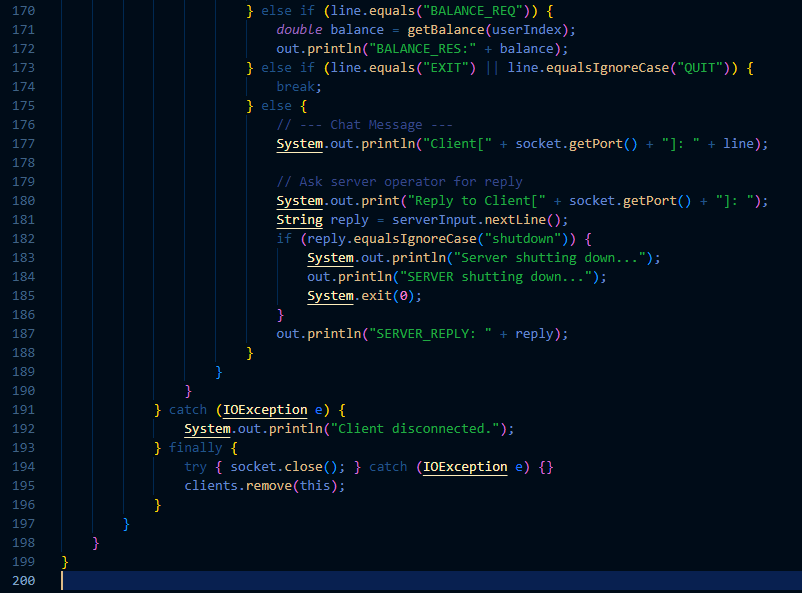 170 } else if (line.equals("BALANCE_REQ")) {
171 double balance = getBalance(userIndex);
172 out.println("BALANCE_RES:" + balance);
173 } else if (line.equals("EXIT") || line.equalsIgnoreCase("QUIT")) {
174 break;
175 } else {
176 // --- Chat Message ---
177 System.out.println("Client[" + socket.getPort() + "]: " + line);
178
179 // Ask server operator for reply
180 System.out.print("Reply to Client[" + socket.getPort() + "]: ");
181 String reply = serverInput.nextLine();
182 if (reply.equalsIgnoreCase("shutdown")) {
183 System.out.println("Server shutting down...");
184 out.println("SERVER shutting down...");
185 System.exit(0);
186 }
187 out.println("SERVER_REPLY: " + reply);
188 }
189 }
190 }
191 } catch (IOException e) {
192 System.out.println("Client disconnected.");
193 } finally {
194 try { socket.close(); } catch (IOException e) {}
195 clients.remove(this);
196 }
197 }
198 }
199 }
200